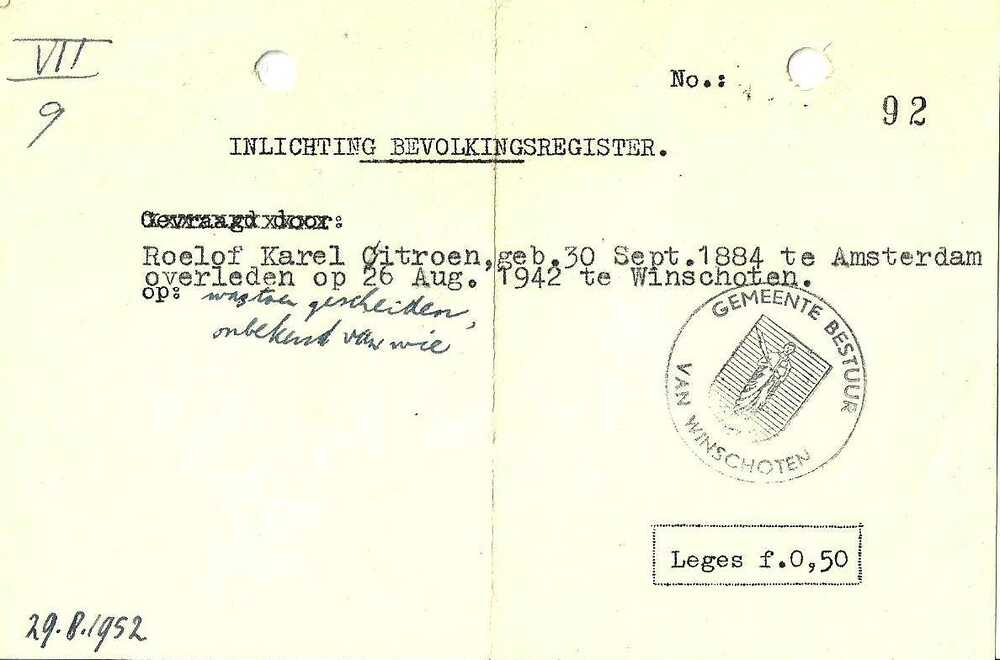 VII
9
No.:
92
INLICHTING BEVOLKINGSREGISTER.
Gevraagd door:
Roelof Karel Citroen, geb.30 Sept.1884 te Amsterdam
overleden op 26 Aug. 1942 te Winschoten.
op: was toen gescheiden,
onbekend van wie
GEMEENTE BESTUUR
VAN WINSCHOTEN
Leges f.0,50
29.8.1952